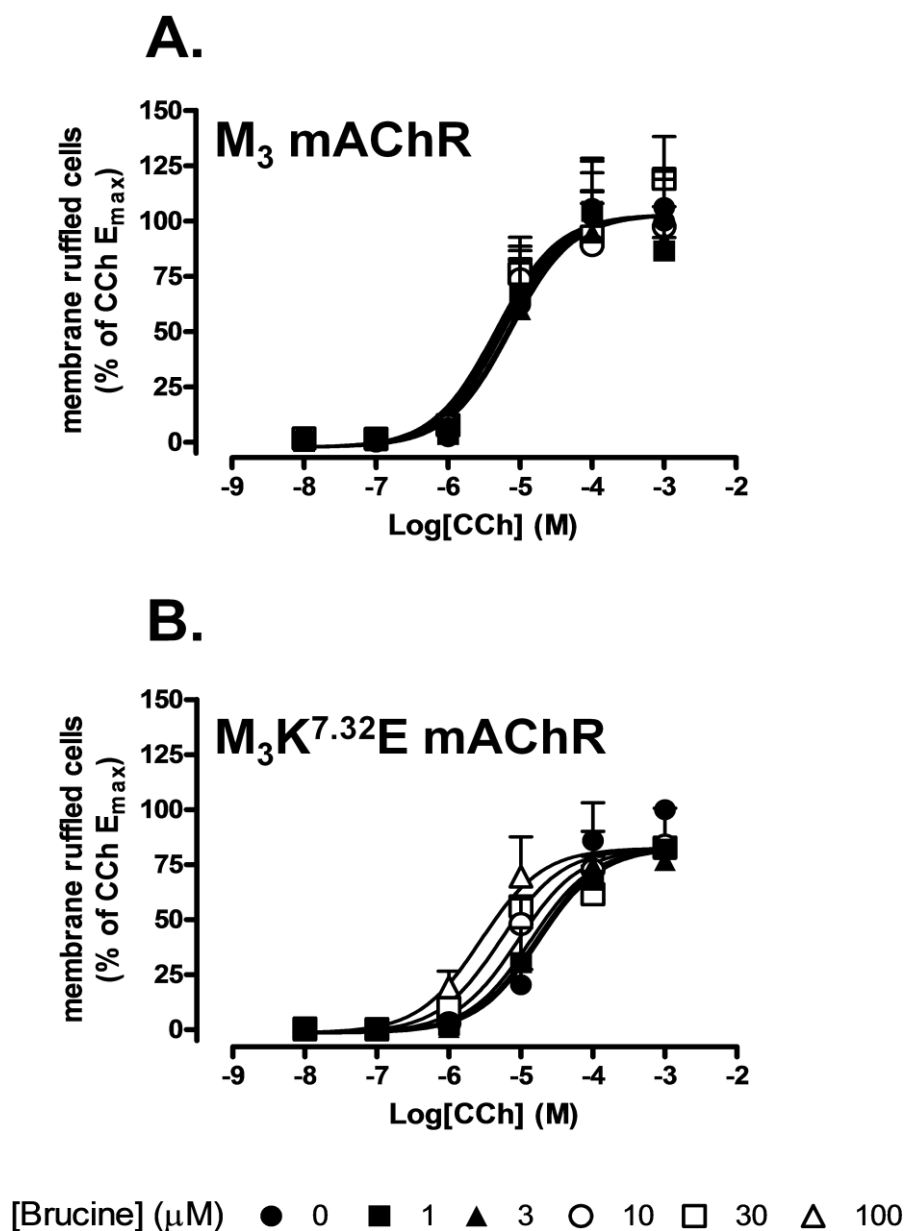 A.
M₃ mAChR
membrane ruffled cells
(% of CCh Eₘₐₓ)
150
125
100
75
50
25
0
-9 -8 -7 -6 -5 -4 -3 -2
Log[CCh] (M)
B.
M₃K⁷·³²E mAChR
membrane ruffled cells
(% of CCh Eₘₐₓ)
150
125
100
75
50
25
0
-9 -8 -7 -6 -5 -4 -3 -2
Log[CCh] (M)
[Brucine] (μM) ● 0 ■ 1 ▲ 3 ○ 10 □ 30 △ 100